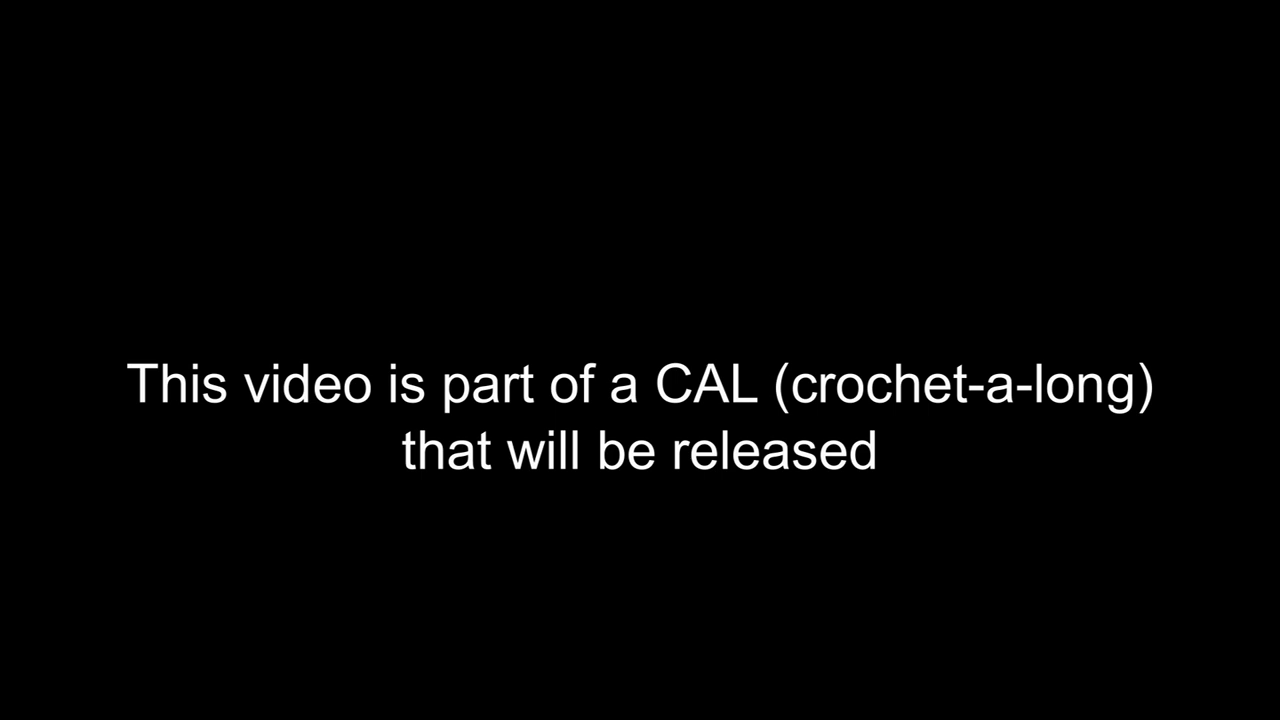 This video is part of a CAL (crochet-a-long)
that will be released